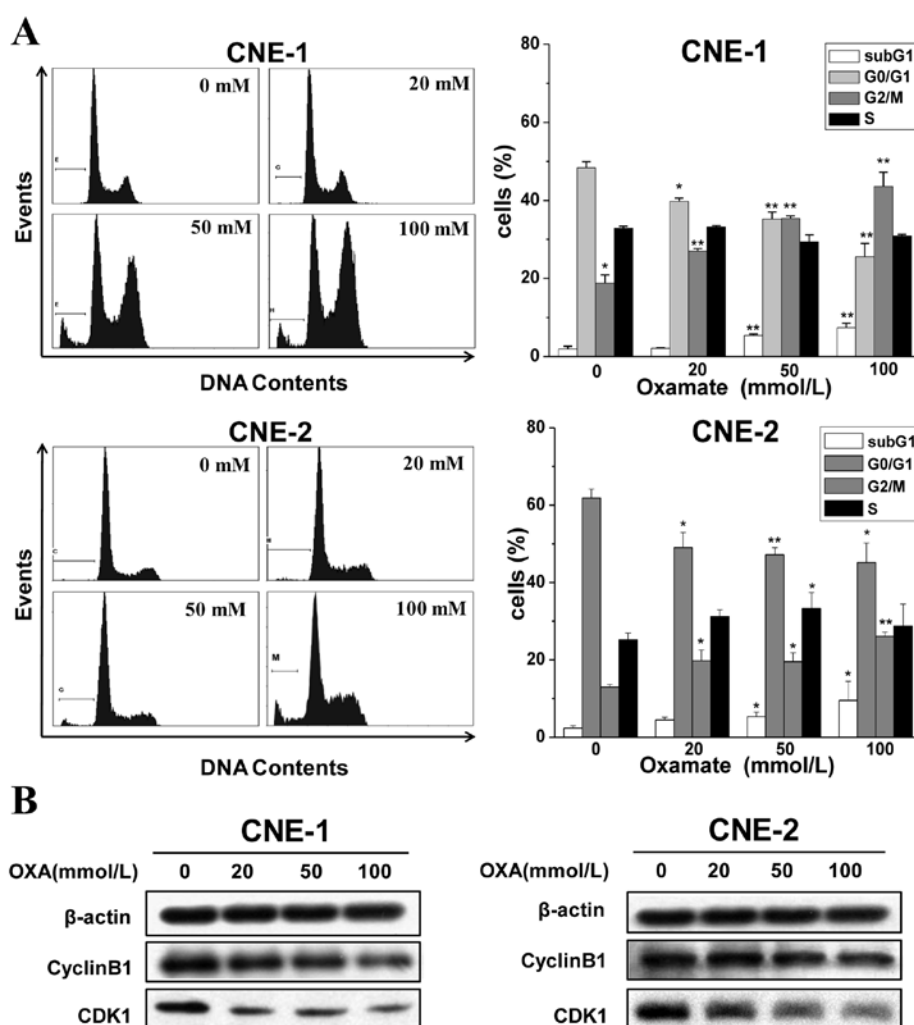 A
CNE-1
0 mM
20 mM
50 mM
100 mM
E
G
E
H
Events
DNA Contents
CNE-1
subG1
G0/G1
G2/M
S
cells (%)
80
60
40
20
0
*
*
**
**
**
**
**
**
**
0 20 50 100
Oxamate (mmol/L)
CNE-2
0 mM
20 mM
50 mM
100 mM
C
G
M
Events
DNA Contents
CNE-2
subG1
G0/G1
G2/M
S
cells (%)
80
60
40
20
0
*
*
*
**
*
*
*
*
**
0 20 50 100
Oxamate (mmol/L)
B
CNE-1
OXA(mmol/L) 0 20 50 100
β-actin
CyclinB1
CDK1
CNE-2
OXA(mmol/L) 0 20 50 100
β-actin
CyclinB1
CDK1